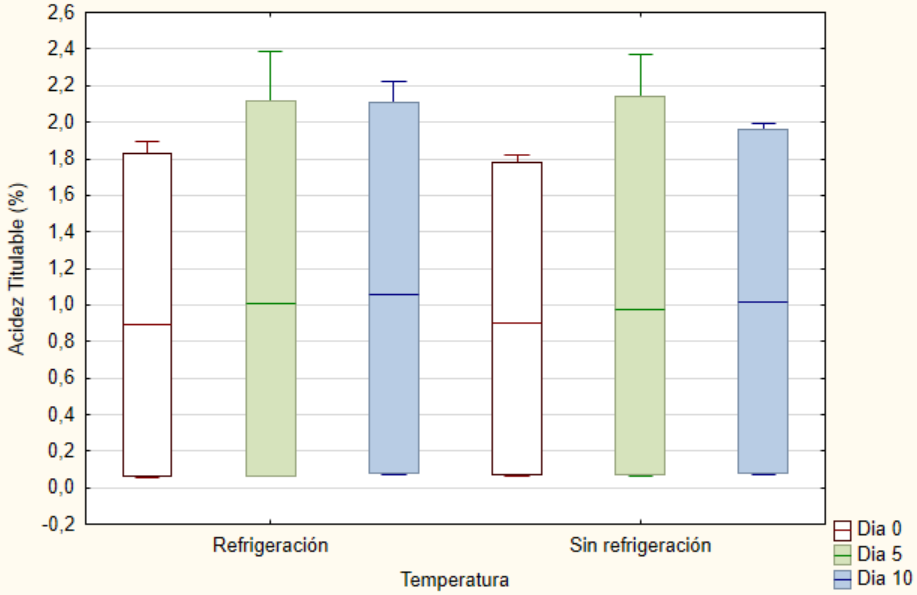 2,6
2,4
2,2
2,0
1,8
1,6
1,4
1,2
1,0
0,8
0,6
0,4
0,2
0,0
-0,2
Acidez Titulable (%)
Refrigeración Sin refrigeración
Temperatura
Dia 0
Dia 5
Dia 10